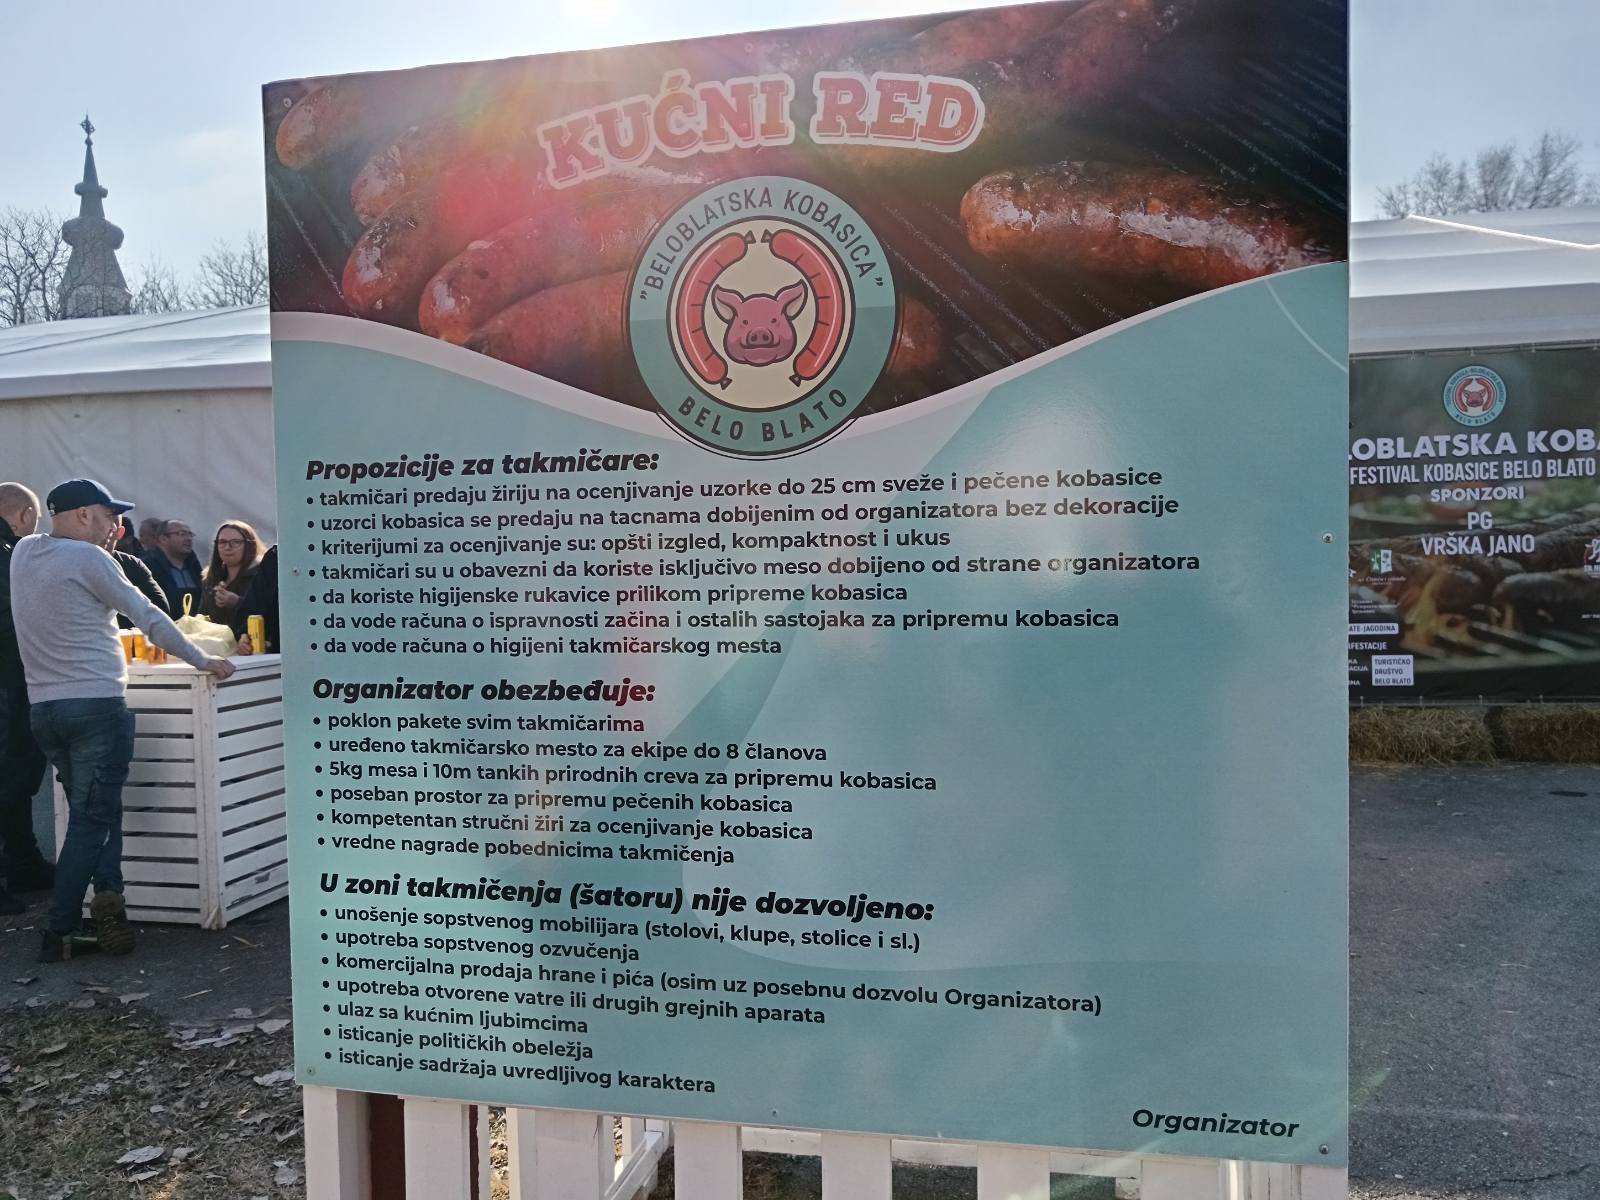 KUĆNI RED
"BELOBLATSKA KOBASICA"
BELO BLATO
Propozicije za takmičare:
• takmičari predaju žiriju na ocenjivanje uzorke do 25 cm sveže i pečene kobasice
• uzorci kobasica se predaju na tacnama dobijenim od organizatora bez dekoracije
• kriterijumi za ocenjivanje su: opšti izgled, kompaktnost i ukus
• takmičari su u obavezni da koriste isključivo meso dobijeno od strane organizatora
• da koriste higijenske rukavice prilikom pripreme kobasica
• da vode računa o ispravnosti začina i ostalih sastojaka za pripremu kobasica
• da vode računa o higijeni takmičarskog mesta
Organizator obezbeđuje:
• poklon pakete svim takmičarima
• uređeno takmičarsko mesto za ekipe do 8 članova
• 5kg mesa i 10m tankih prirodnih creva za pripremu kobasica
• poseban prostor za pripremu pečenih kobasica
• kompetentan stručni žiri za ocenjivanje kobasica
• vredne nagrade pobednicima takmičenja
U zoni takmičenja (šatoru) nije dozvoljeno:
• unošenje sopstvenog mobilijara (stolovi, klupe, stolice i sl.)
• upotreba sopstvenog ozvučenja
• komercijalna prodaja hrane i pića (osim uz posebnu dozvolu Organizatora)
• upotreba otvorene vatre ili drugih grejnih aparata
• ulaz sa kućnim ljubimcima
• isticanje političkih obeležja
• isticanje sadržaja uvredljivog karaktera
Organizator
OBLATSKA KOBA
FESTIVAL KOBASICE BELO BLATO
SPONZORI
PG
VRŠKA JANO
ATE-JAGODINA
IFESTACIJE
TURISTIČKO
DRUŠTVO
BELO BLATO